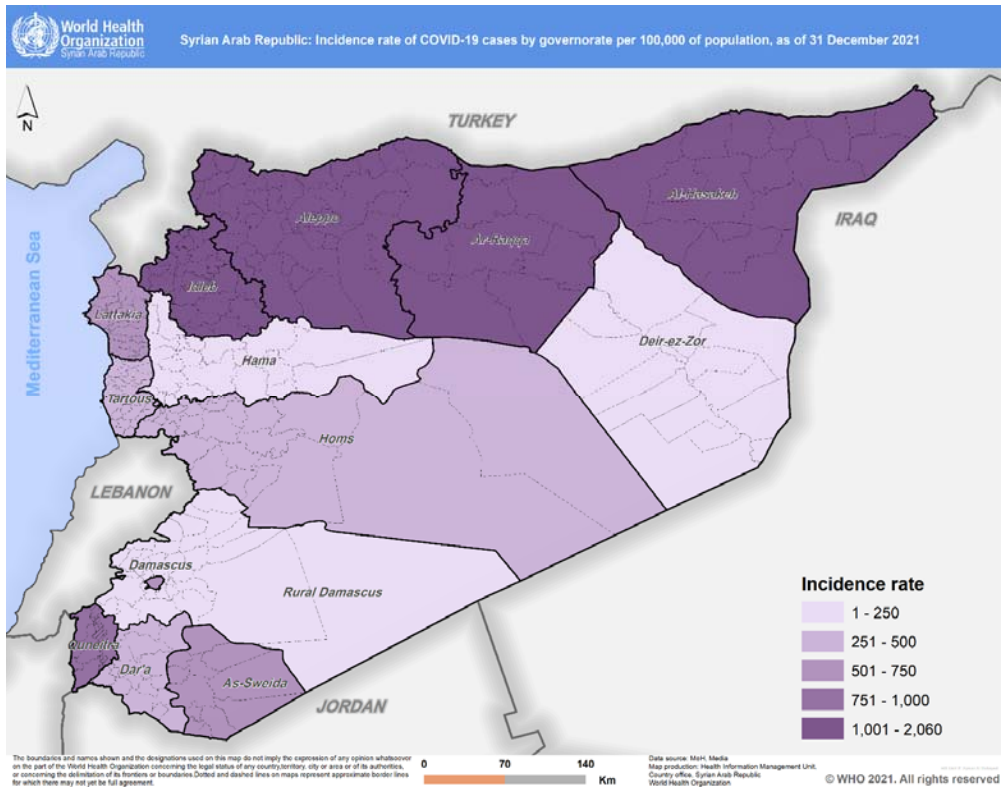 World Health
Organization
Syrian Arab Republic
Syrian Arab Republic: Incidence rate of COVID-19 cases by governorate per 100,000 of population, as of 31 December 2021
N
TURKEY
Al-Hasakeh
Aleppo
IRAQ
Ar-Raqqa
Mediterranean Sea
Idleb
Lattakia
Deir-ez-Zor
Hama
Tartous
Homs
LEBANON
Damascus
Rural Damascus
Quneitra
Dar'a
As-Sweida
JORDAN
Incidence rate
1 - 250
251 - 500
501 - 750
751 - 1,000
1,001 - 2,060
The boundaries and names shown and the designations used on this map do not imply the expression of any opinion whatsoever
on the part of the World Health Organization concerning the legal status of any country,territory, city or area or of its authorities,
or concerning the delimitation of its frontiers or boundaries.Dotted and dashed lines on maps represent approximate border lines
for which there may not yet be full agreement.
0 70 140
Km
Data source: MoH, Media
Map production: Health Information Management Unit,
Country office, Syrian Arab Republic
World Health Organization
© WHO 2021. All rights reserved